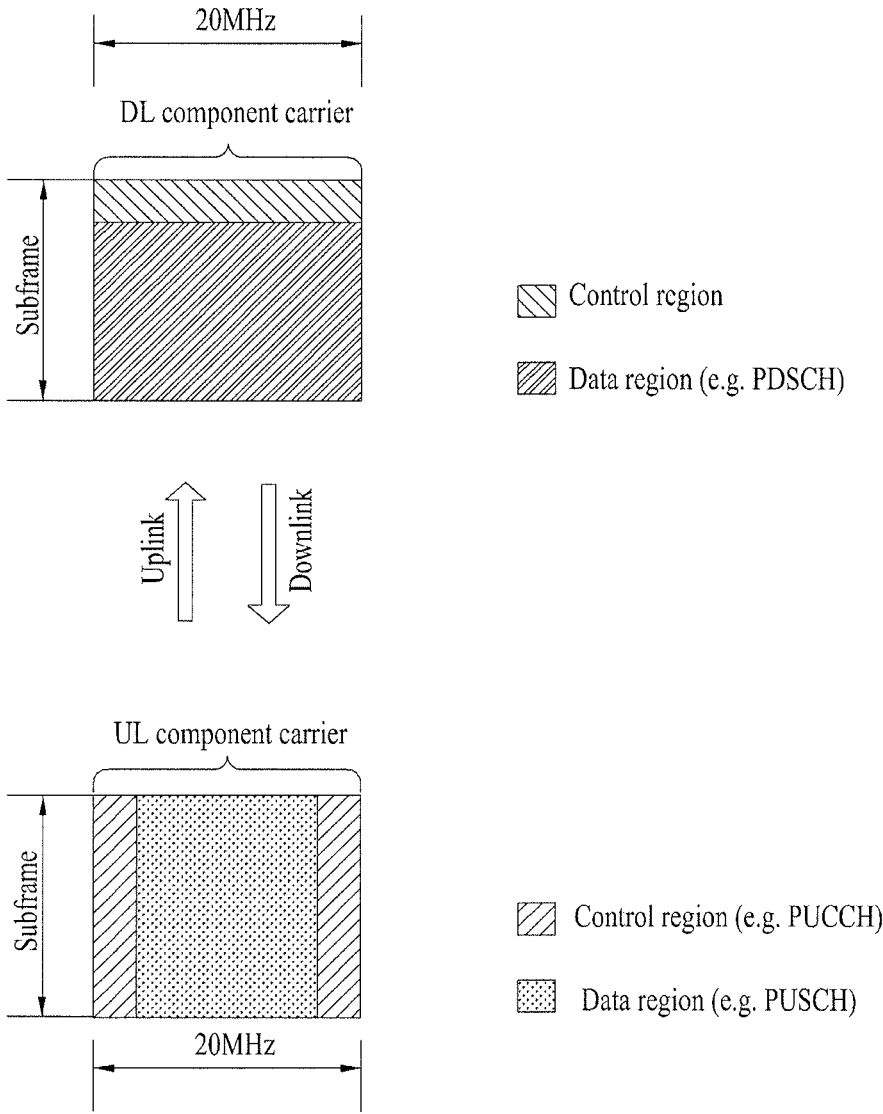 20MHz
DL component carrier
Subframe
Control region
Data region (e.g. PDSCH)
Uplink
Downlink
UL component carrier
Subframe
Control region (e.g. PUCCH)
Data region (e.g. PUSCH)
20MHz